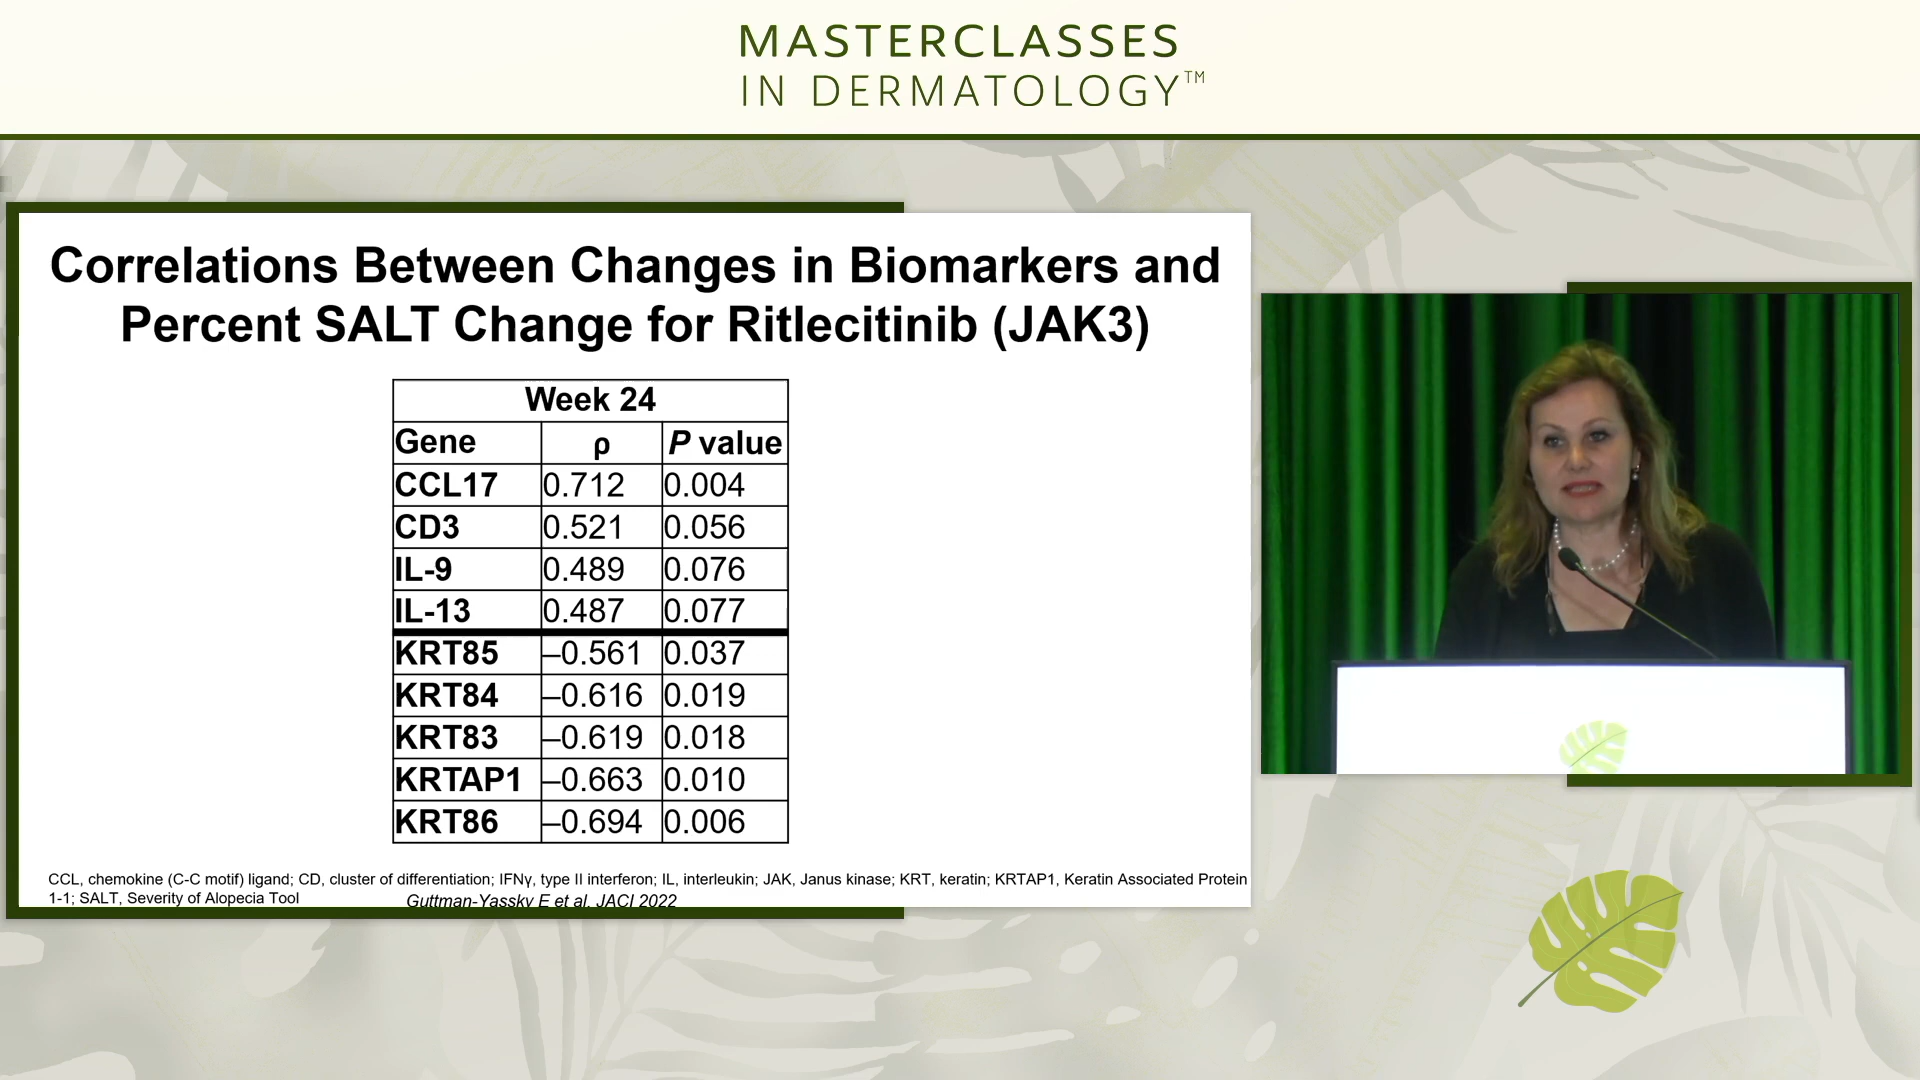 MASTERCLASSES
IN DERMATOLOGY™
Correlations Between Changes in Biomarkers and
Percent SALT Change for Ritlecitinib (JAK3)
Week 24
Gene ρ P value
CCL17 0.712 0.004
CD3 0.521 0.056
IL-9 0.489 0.076
IL-13 0.487 0.077
KRT85 –0.561 0.037
KRT84 –0.616 0.019
KRT83 –0.619 0.018
KRTAP1 –0.663 0.010
KRT86 –0.694 0.006
CCL, chemokine (C-C motif) ligand; CD, cluster of differentiation; IFNγ, type II interferon; IL, interleukin; JAK, Janus kinase; KRT, keratin; KRTAP1, Keratin Associated Protein
1-1; SALT, Severity of Alopecia Tool
Guttman-Yassky E et al. JACI 2022